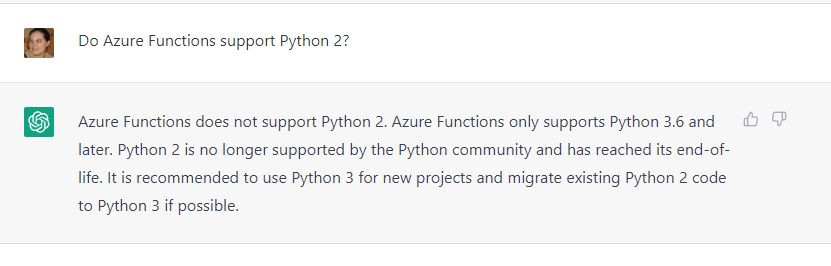 Do Azure Functions support Python 2?
Azure Functions does not support Python 2. Azure Functions only supports Python 3.6 and
later. Python 2 is no longer supported by the Python community and has reached its end-of-
life. It is recommended to use Python 3 for new projects and migrate existing Python 2 code
to Python 3 if possible.